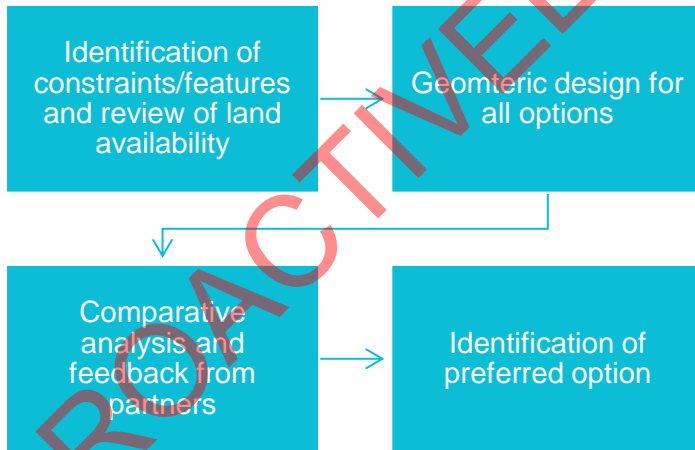 Identification of
constraints/features
and review of land
availability
Geomteric design for
all options
Comparative
analysis and
feedback from
partners
Identification of
preferred option
ROACTIVEL